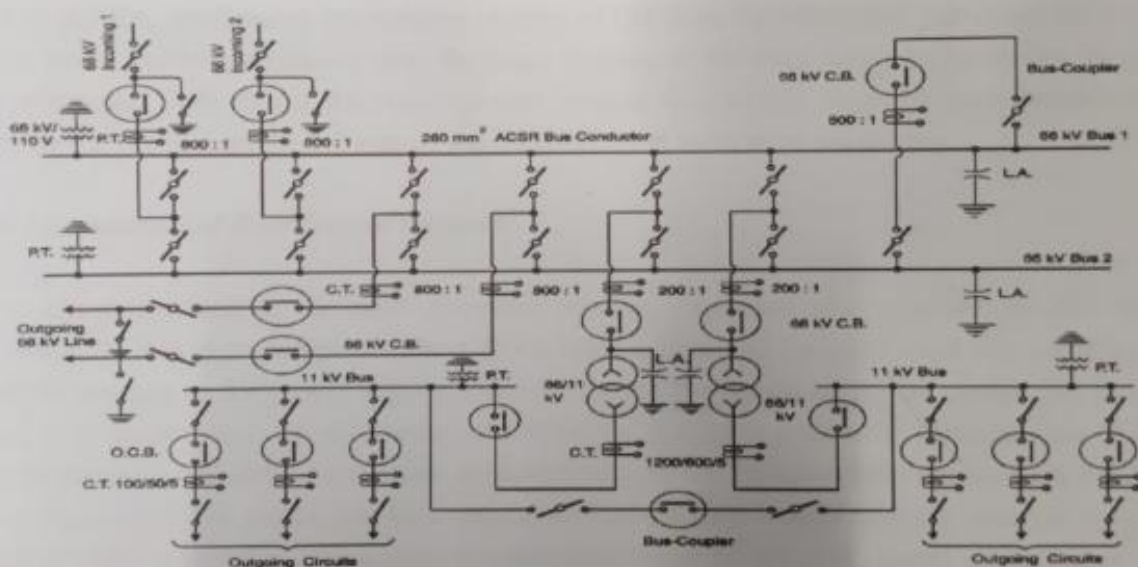 66 kV
Incoming 1
66 kV
Incoming 2
66 kV C.B.
Bus-Coupler
66 kV/
110 V
P.T.
800 : 1
800 : 1
260 mm² ACSR Bus Conductor
800 : 1
66 kV Bus 1
L.A.
P.T.
66 kV Bus 2
C.T.
800 : 1
800 : 1
200 : 1
200 : 1
L.A.
Outgoing
66 kV Line
66 kV C.B.
66 kV C.B.
11 kV Bus
P.T.
L.A.
66/11
kV
66/11
kV
11 kV Bus
P.T.
O.C.B.
C.T. 100/50/5
C.T.
1200/600/5
Bus-Coupler
Outgoing Circuits
Outgoing Circuits